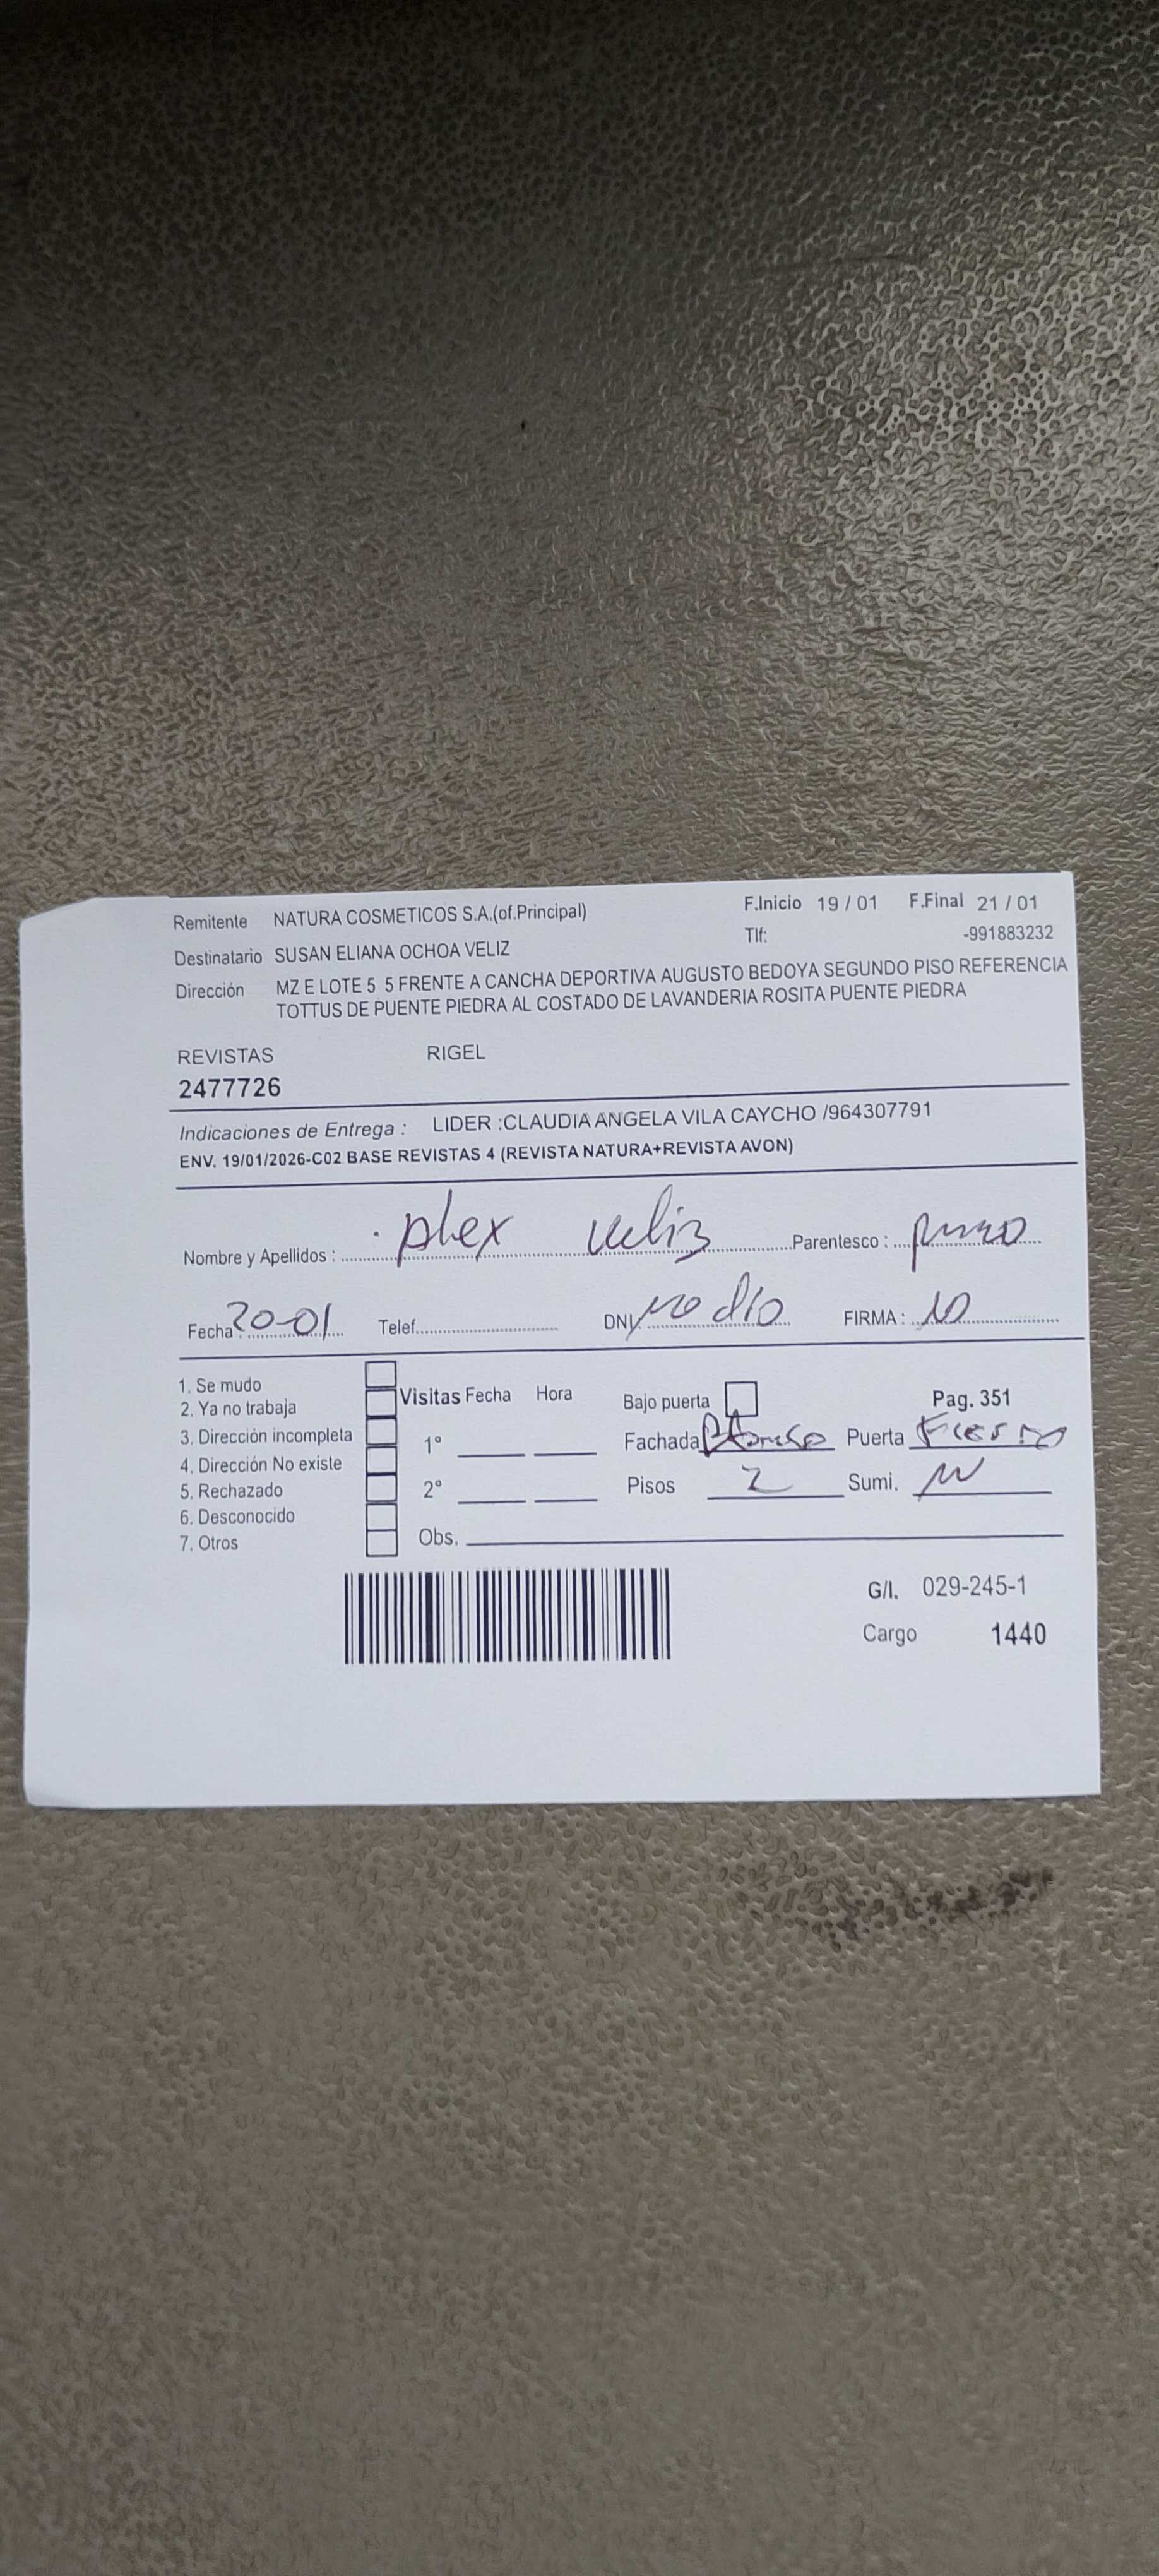 Remitente NATURA COSMETICOS S.A.(of.Principal) F.Inicio 19 / 01 F.Final 21 / 01
Destinatario SUSAN ELIANA OCHOA VELIZ Tlf: -991883232
Dirección MZ E LOTE 5 5 FRENTE A CANCHA DEPORTIVA AUGUSTO BEDOYA SEGUNDO PISO REFERENCIA
TOTTUS DE PUENTE PIEDRA AL COSTADO DE LAVANDERIA ROSITA PUENTE PIEDRA
REVISTAS RIGEL
2477726
Indicaciones de Entrega : LIDER :CLAUDIA ANGELA VILA CAYCHO /964307791
ENV. 19/01/2026-C02 BASE REVISTAS 4 (REVISTA NATURA+REVISTA AVON)
Nombre y Apellidos : Alex Veliz Parentesco :
Fecha 20-01 Telef. DNI no dio FIRMA :
1. Se mudo
2. Ya no trabaja
3. Dirección incompleta
4. Dirección No existe
5. Rechazado
6. Desconocido
7. Otros
Visitas Fecha Hora
1°
2°
Obs.
Bajo puerta Pag. 351
Fachada Puerta Fierro
Pisos 2 Sumi.
G/I. 029-245-1
Cargo 1440